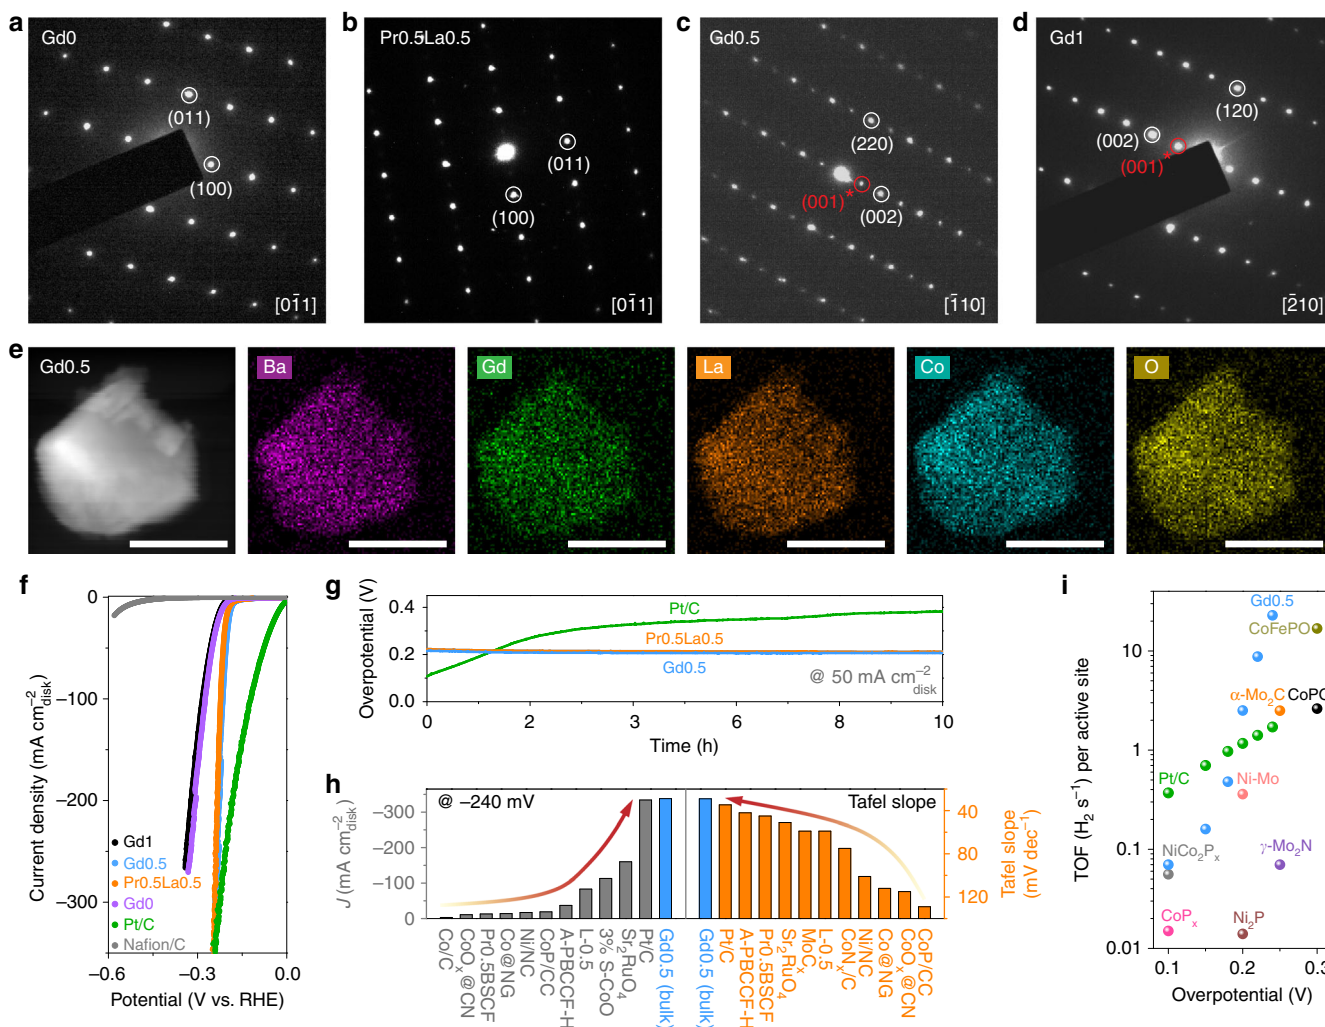 a
Gd0
(011)
(100)
[01̄1]
b
Pr0.5La0.5
(011)
(100)
[01̄1]
c
Gd0.5
(220)
(001)*
(002)
[1̄10]
d
Gd1
(120)
(002)
(001)*
[2̄10]
e
Gd0.5
Ba
Gd
La
Co
O
f
0
−100
−200
−300
Current density (mA cm⁻²disk)
Gd1
Gd0.5
Pr0.5La0.5
Gd0
Pt/C
Nafion/C
−0.6
−0.3
0.0
Potential (V vs. RHE)
g
Overpotential (V)
0.4
0.2
0.0
Pt/C
Pr0.5La0.5
Gd0.5
@ 50 mA cm⁻²disk
0
2
4
6
8
10
Time (h)
h
@ −240 mV
J (mA cm⁻²disk)
−300
−200
−100
0
Co/C
CoOx@CN
Pr0.5BSCF
Co@NG
Ni/NC
CoP/CC
A-PBCCF-H
L-0.5
3% S-CoO
Sr2RuO4
Pt/C
Gd0.5 (bulk)
Tafel slope
40
80
120
Tafel slope
(mV dec⁻¹)
Gd0.5 (bulk)
Pt/C
A-PBCCF-H
Pr0.5BSCF
Sr2RuO4
MoCx
L-0.5
CoNx/C
Ni/NC
Co@NG
CoOx@CN
CoP/CC
i
TOF (H2 s⁻¹) per active site
10
1
0.1
0.01
Gd0.5
CoFePO
α-Mo2C
CoPO
Pt/C
Ni-Mo
NiCo2Px
γ-Mo2N
CoPx
Ni2P
0.1
0.2
0.3
Overpotential (V)